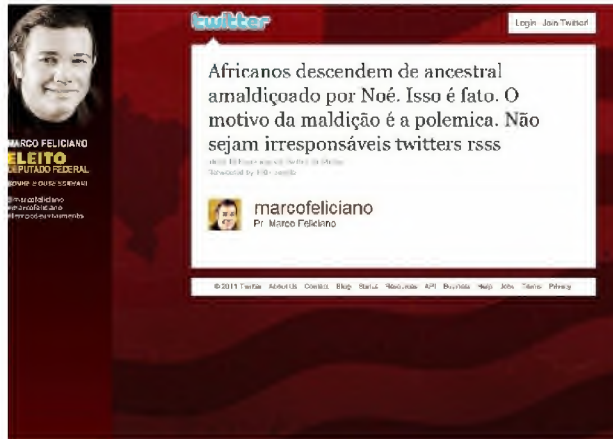 twitter
Login Join Twitter!
Africanos descendem de ancestral
amaldiçoado por Noé. Isso é fato. O
motivo da maldição é a polemica. Não
sejam irresponsáveis twitters rsss
marcofeliciano
Pr. Marco Feliciano
MARCO FELICIANO
ELEITO
DEPUTADO FEDERAL
@marcofeliciano
© 2011 Twitter About Us Contact Blog Status Resources API Business Help Jobs Terms Privacy